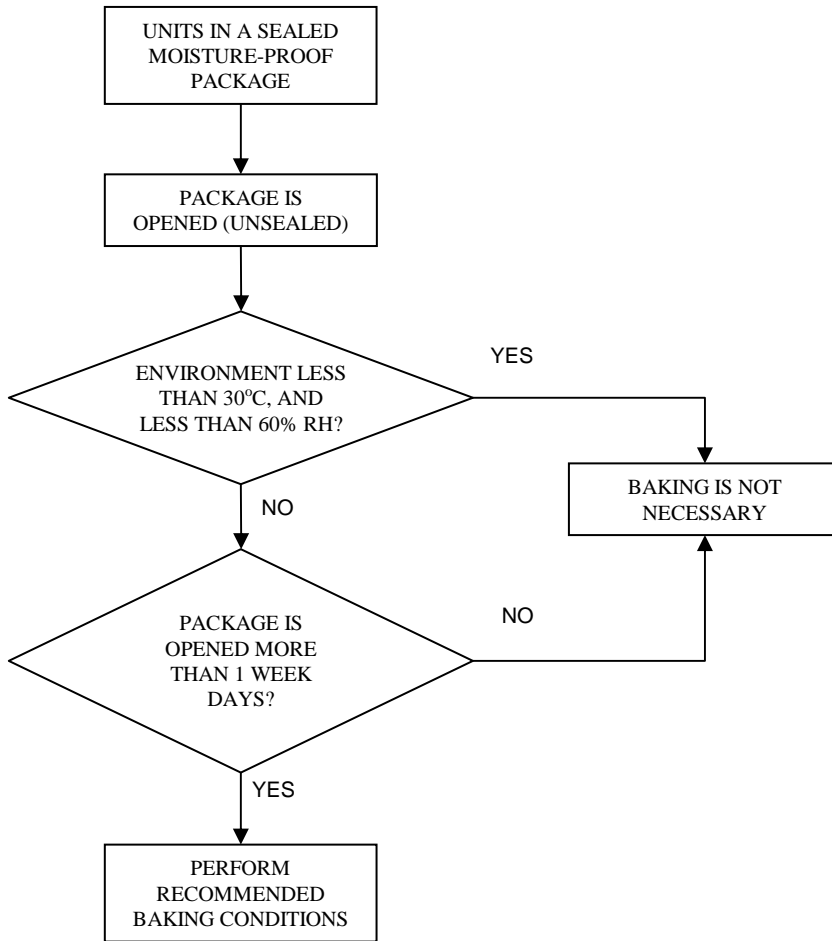 UNITS IN A SEALED
MOISTURE-PROOF
PACKAGE
PACKAGE IS
OPENED (UNSEALED)
ENVIRONMENT LESS
THAN 30°C, AND
LESS THAN 60% RH?
YES
BAKING IS NOT
NECESSARY
NO
PACKAGE IS
OPENED MORE
THAN 1 WEEK
DAYS?
NO
YES
PERFORM
RECOMMENDED
BAKING CONDITIONS